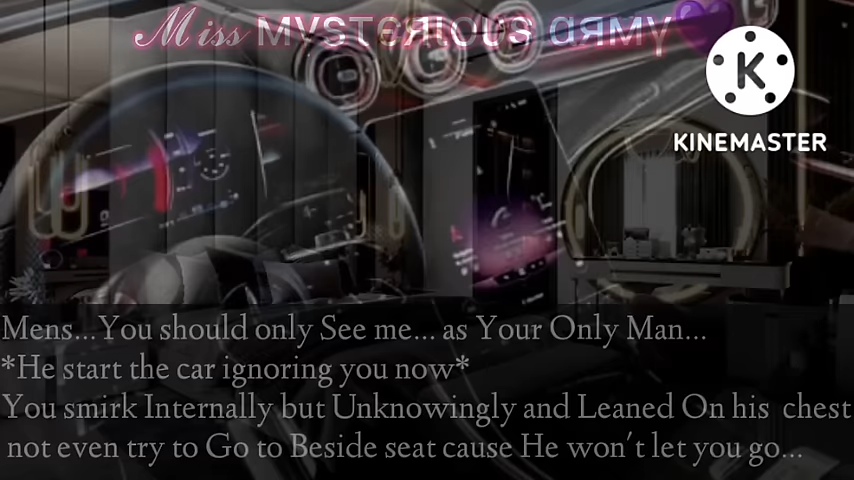 Miss MYSTEЯIOUS αЯMY
K
KINEMASTER
Mens...You should only See me... as Your Only Man...
*He start the car ignoring you now*
You smirk Internally but Unknowingly and Leaned On his chest
not even try to Go to Beside seat cause He won't let you go...